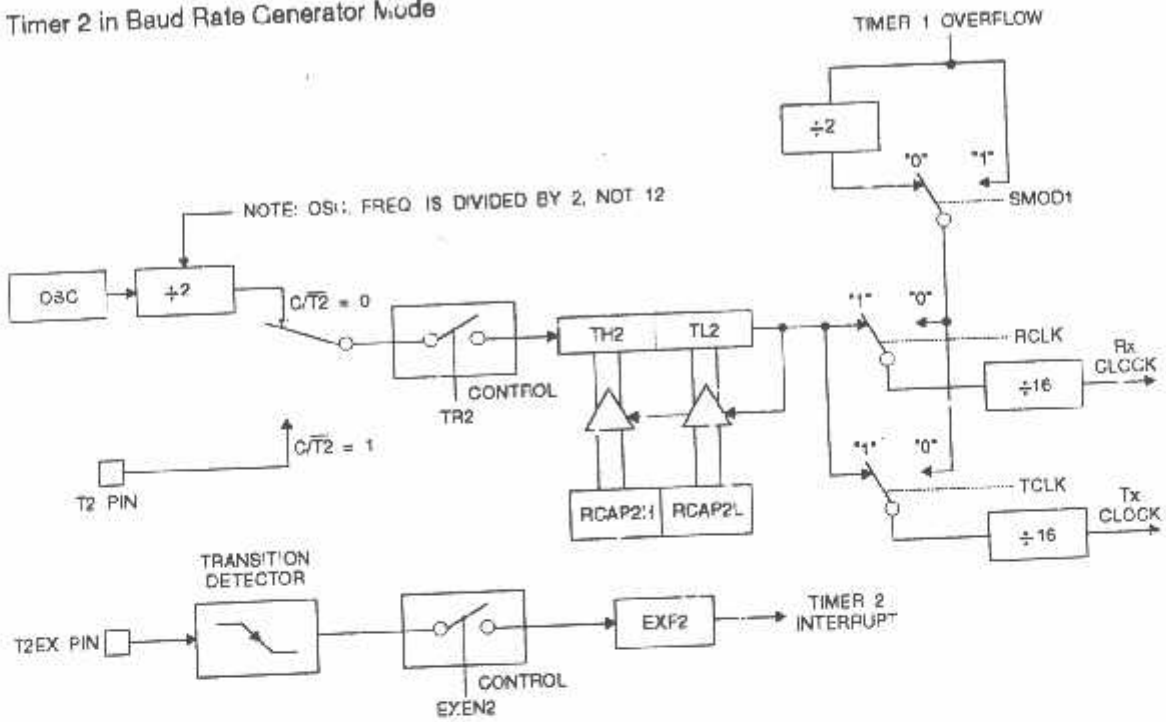 Timer 2 in Baud Rate Generator Mode
TIMER 1 OVERFLOW
÷2
"0" "1"
SMOD1
NOTE: OSC. FREQ IS DIVIDED BY 2, NOT 12
OSC
÷2
C/T2 = 0
TH2 TL2
CONTROL
TR2
"1" "0"
RCLK
Rx
CLOCK
÷16
C/T2 = 1
T2 PIN
RCAP2H RCAP2L
"1" "0"
TCLK
Tx
CLOCK
÷16
TRANSITION
DETECTOR
T2EX PIN
CONTROL
EXEN2
EXF2
TIMER 2
INTERRUPT